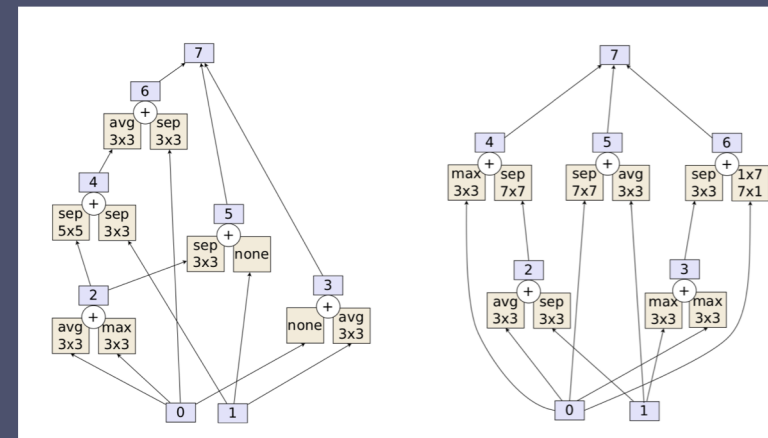 7
6
+
avg
3x3
sep
3x3
4
+
sep
5x5
sep
3x3
5
+
sep
3x3
none
2
+
avg
3x3
max
3x3
3
+
none
avg
3x3
0
1
7
4
+
max
3x3
sep
7x7
5
+
sep
7x7
avg
3x3
6
+
sep
3x3
1x7
7x1
2
+
avg
3x3
sep
3x3
3
+
max
3x3
max
3x3
0
1